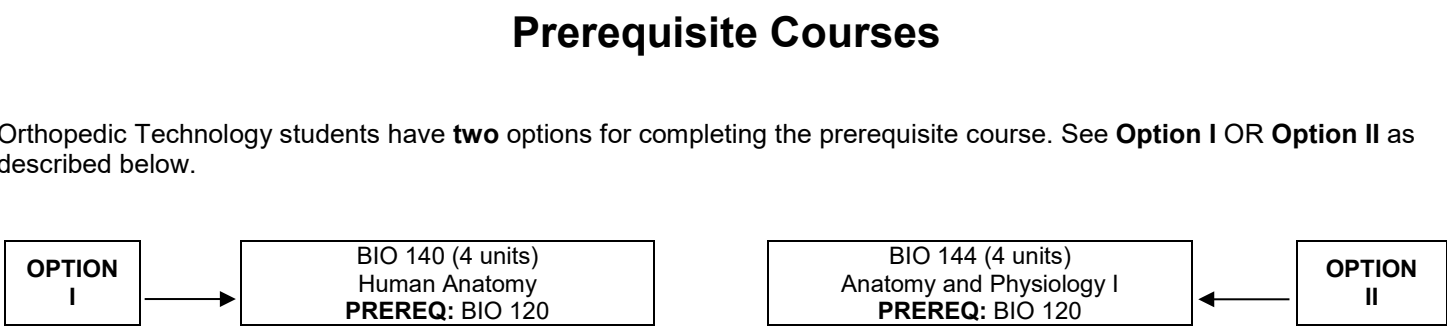 Prerequisite Courses
Orthopedic Technology students have two options for completing the prerequisite course. See Option I OR Option II as
described below.
OPTION
I
BIO 140 (4 units)
Human Anatomy
PREREQ: BIO 120
BIO 144 (4 units)
Anatomy and Physiology I
PREREQ: BIO 120
OPTION
II